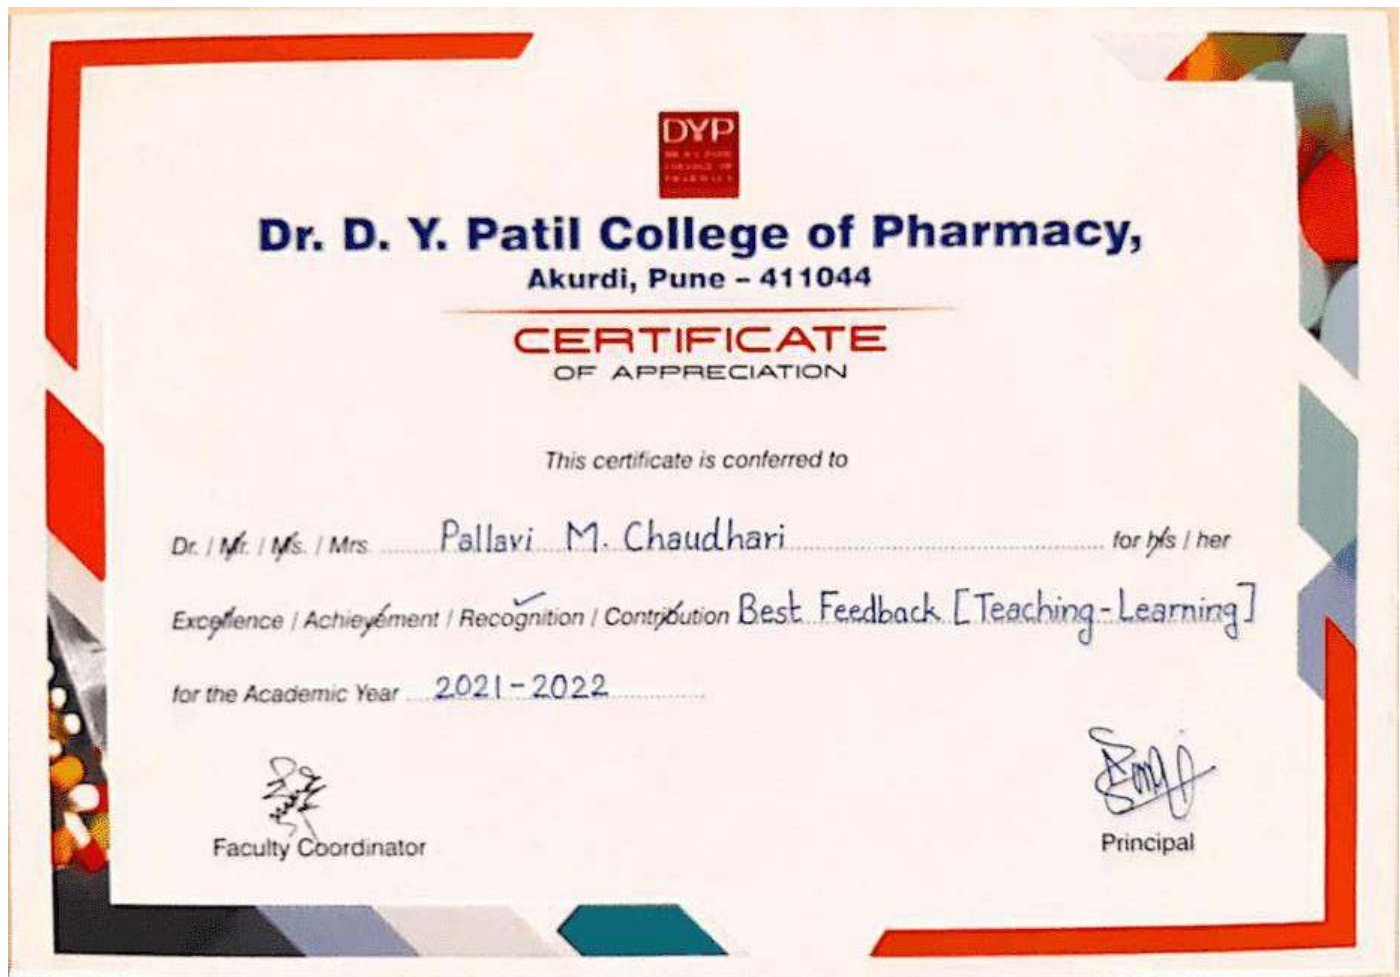 DYP
Dr. D. Y. Patil College of Pharmacy,
Akurdi, Pune – 411044
CERTIFICATE
OF APPRECIATION
This certificate is conferred to
Dr. / Mr. / Ms. / Mrs. Pallavi M. Chaudhari for his / her
Excellence / Achievement / Recognition / Contribution Best Feedback [Teaching-Learning]
for the Academic Year 2021-2022
Faculty Coordinator
Principal